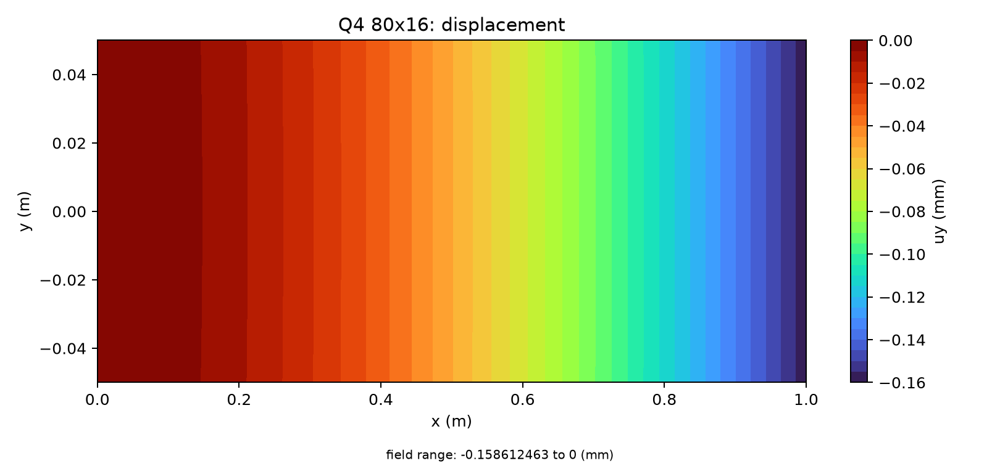 Q4 80x16: displacement
0.04
0.02
0.00
−0.02
−0.04
y (m)
0.0 0.2 0.4 0.6 0.8 1.0
x (m)
0.00
−0.02
−0.04
−0.06
−0.08
−0.10
−0.12
−0.14
−0.16
uy (mm)
field range: -0.158612463 to 0 (mm)